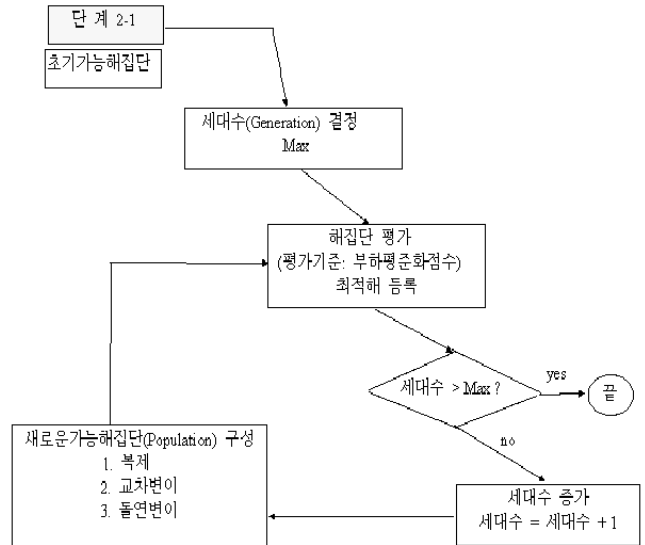 단 계 2-1
초기가능해집단
세대수(Generation) 결정
Max
해집단 평가
(평가기준: 부하평준화점수)
최적해 등록
세대수 > Max ?
yes
끝
no
새로운가능해집단(Population) 구성
1. 복제
2. 교차변이
3. 돌연변이
세대수 증가
세대수 = 세대수 +1